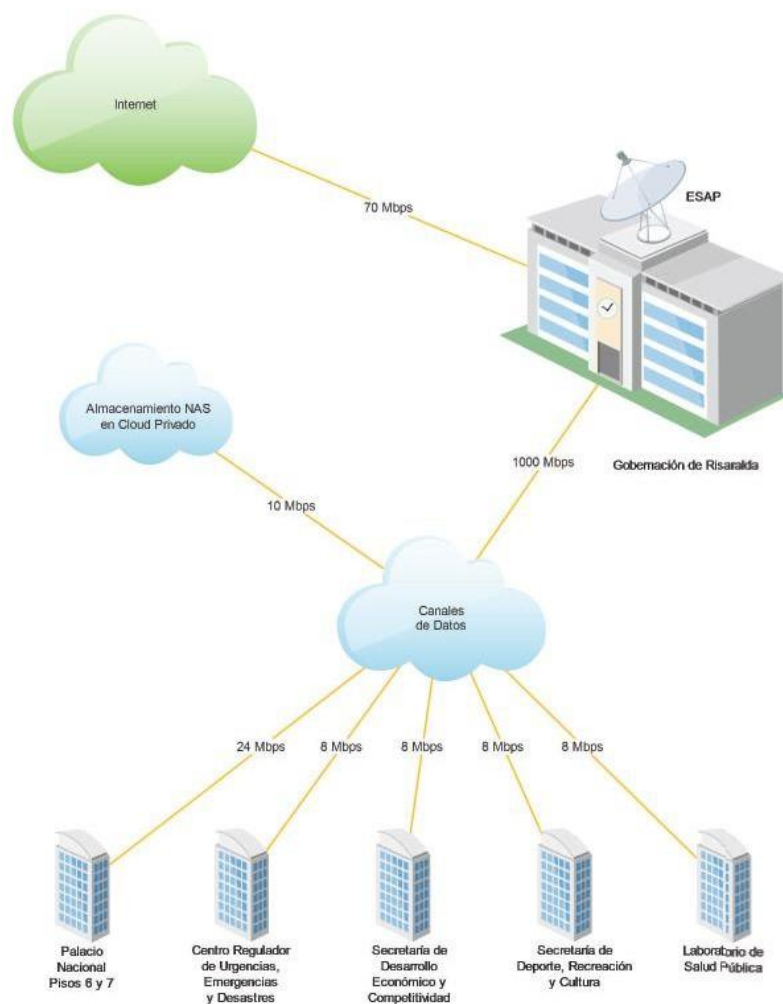 Internet
70 Mbps
ESAP
Almacenamiento NAS
en Cloud Privado
1000 Mbps
Gobernación de Risaralda
10 Mbps
Canales
de Datos
24 Mbps
8 Mbps
8 Mbps
8 Mbps
8 Mbps
Palacio
Nacional
Pisos 6 y 7
Centro Regulador
de Urgencias,
Emergencias
y Desastres
Secretaría de
Desarrollo
Económico y
Competitividad
Secretaría de
Deporte, Recreación
y Cultura
Laboratorio de
Salud Pública